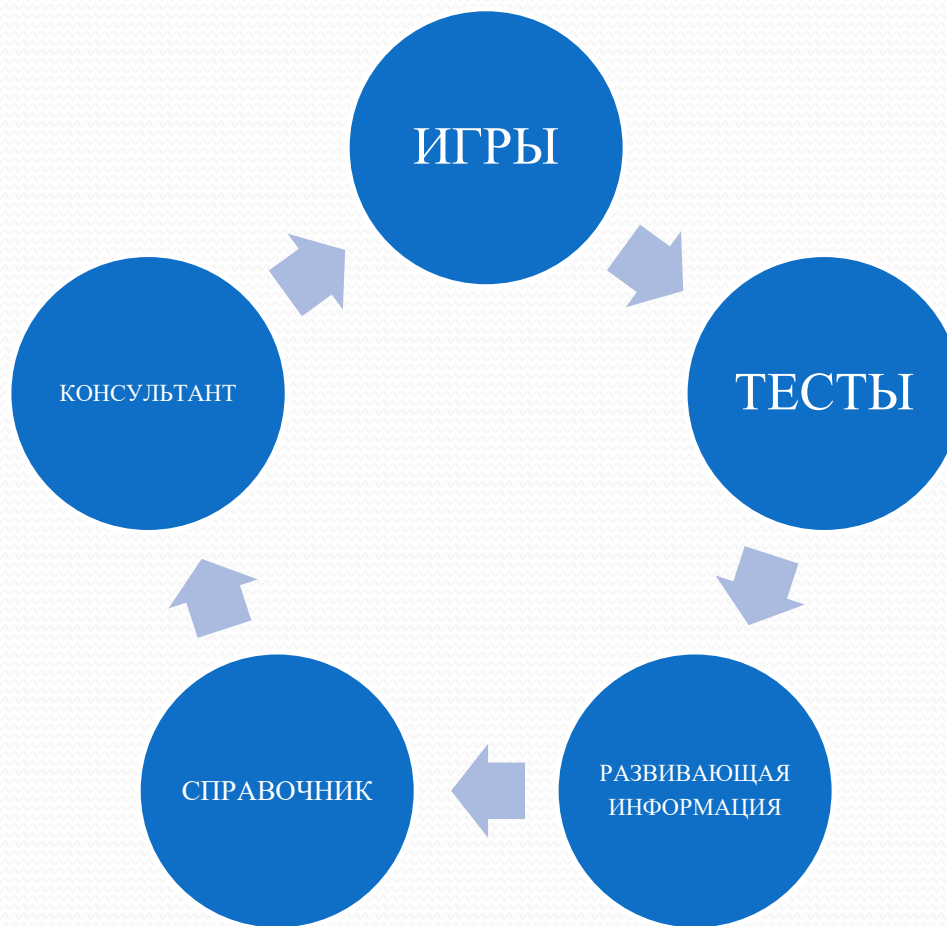 ИГРЫ
ТЕСТЫ
РАЗВИВАЮЩАЯ
ИНФОРМАЦИЯ
СПРАВОЧНИК
КОНСУЛЬТАНТ